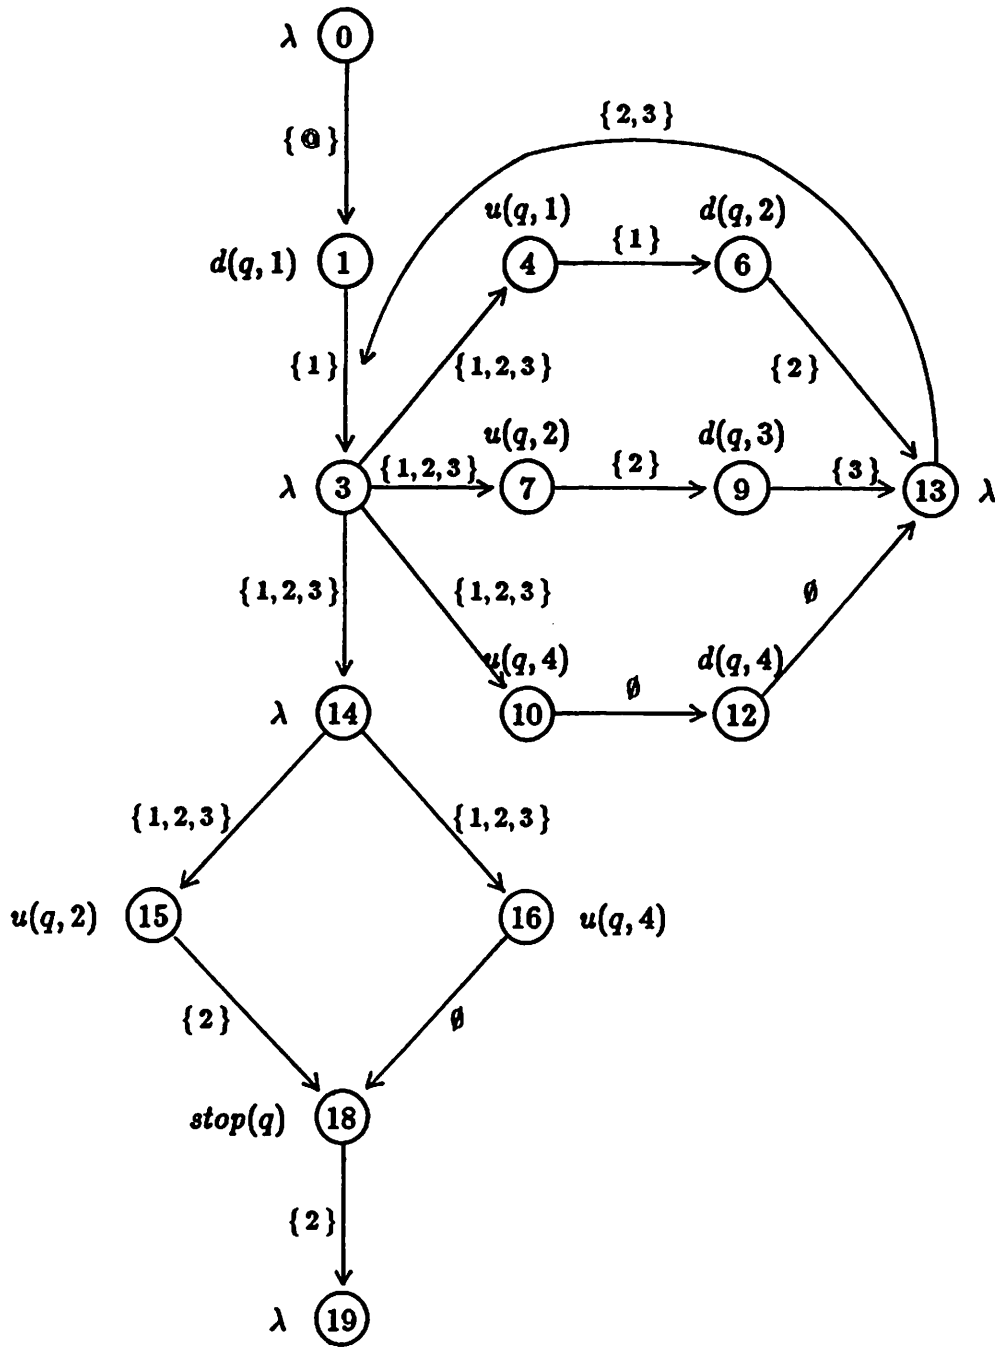 λ 0
{ 0 }
{ 2, 3 }
u(q, 1)
d(q, 2)
d(q, 1) 1
4
{ 1 }
6
{ 1 }
{ 1, 2, 3 }
{ 2 }
u(q, 2)
d(q, 3)
λ 3
{ 1, 2, 3 }
7
{ 2 }
9
{ 3 }
13 λ
{ 1, 2, 3 }
{ 1, 2, 3 }
∅
u(q, 4)
d(q, 4)
λ 14
10
∅
12
{ 1, 2, 3 }
{ 1, 2, 3 }
u(q, 2) 15
16 u(q, 4)
{ 2 }
∅
stop(q) 18
{ 2 }
λ 19